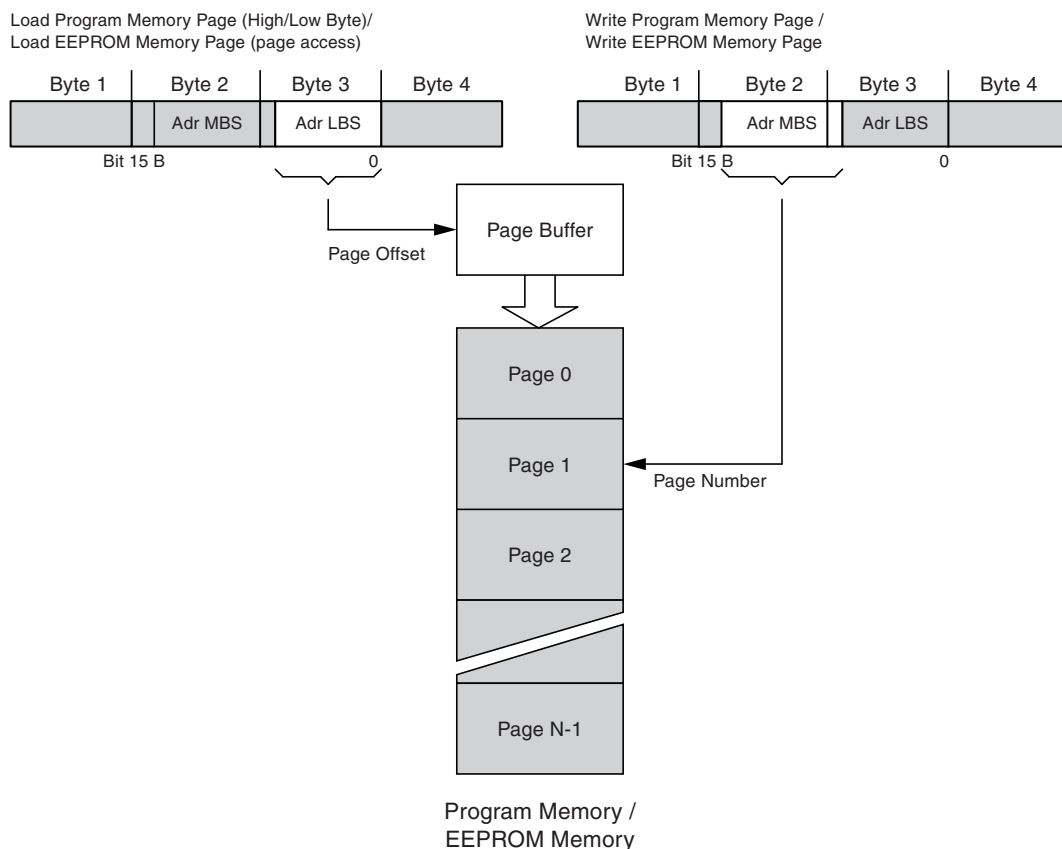 Load Program Memory Page (High/Low Byte)/
Load EEPROM Memory Page (page access)
Byte 1 Byte 2 Byte 3 Byte 4
Adr MBS Adr LBS
Bit 15 B 0
Page Offset
Write Program Memory Page /
Write EEPROM Memory Page
Byte 1 Byte 2 Byte 3 Byte 4
Adr MBS Adr LBS
Bit 15 B 0
Page Buffer
Page 0
Page 1
Page Number
Page 2
Page N-1
Program Memory /
EEPROM Memory